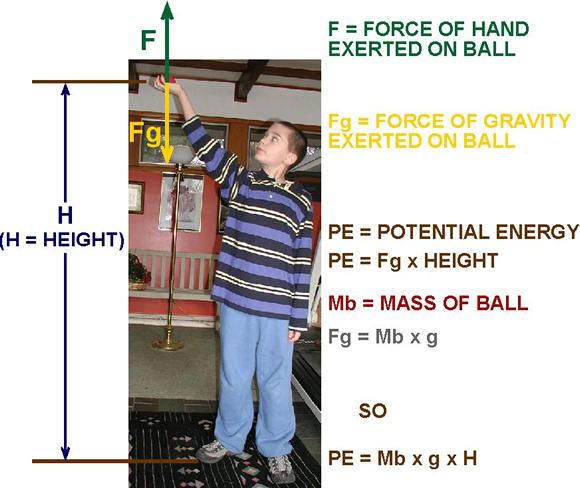 F
F = FORCE OF HAND
EXERTED ON BALL
Fg
Fg = FORCE OF GRAVITY
EXERTED ON BALL
H
(H = HEIGHT)
PE = POTENTIAL ENERGY
PE = Fg x HEIGHT
Mb = MASS OF BALL
Fg = Mb x g
SO
PE = Mb x g x H